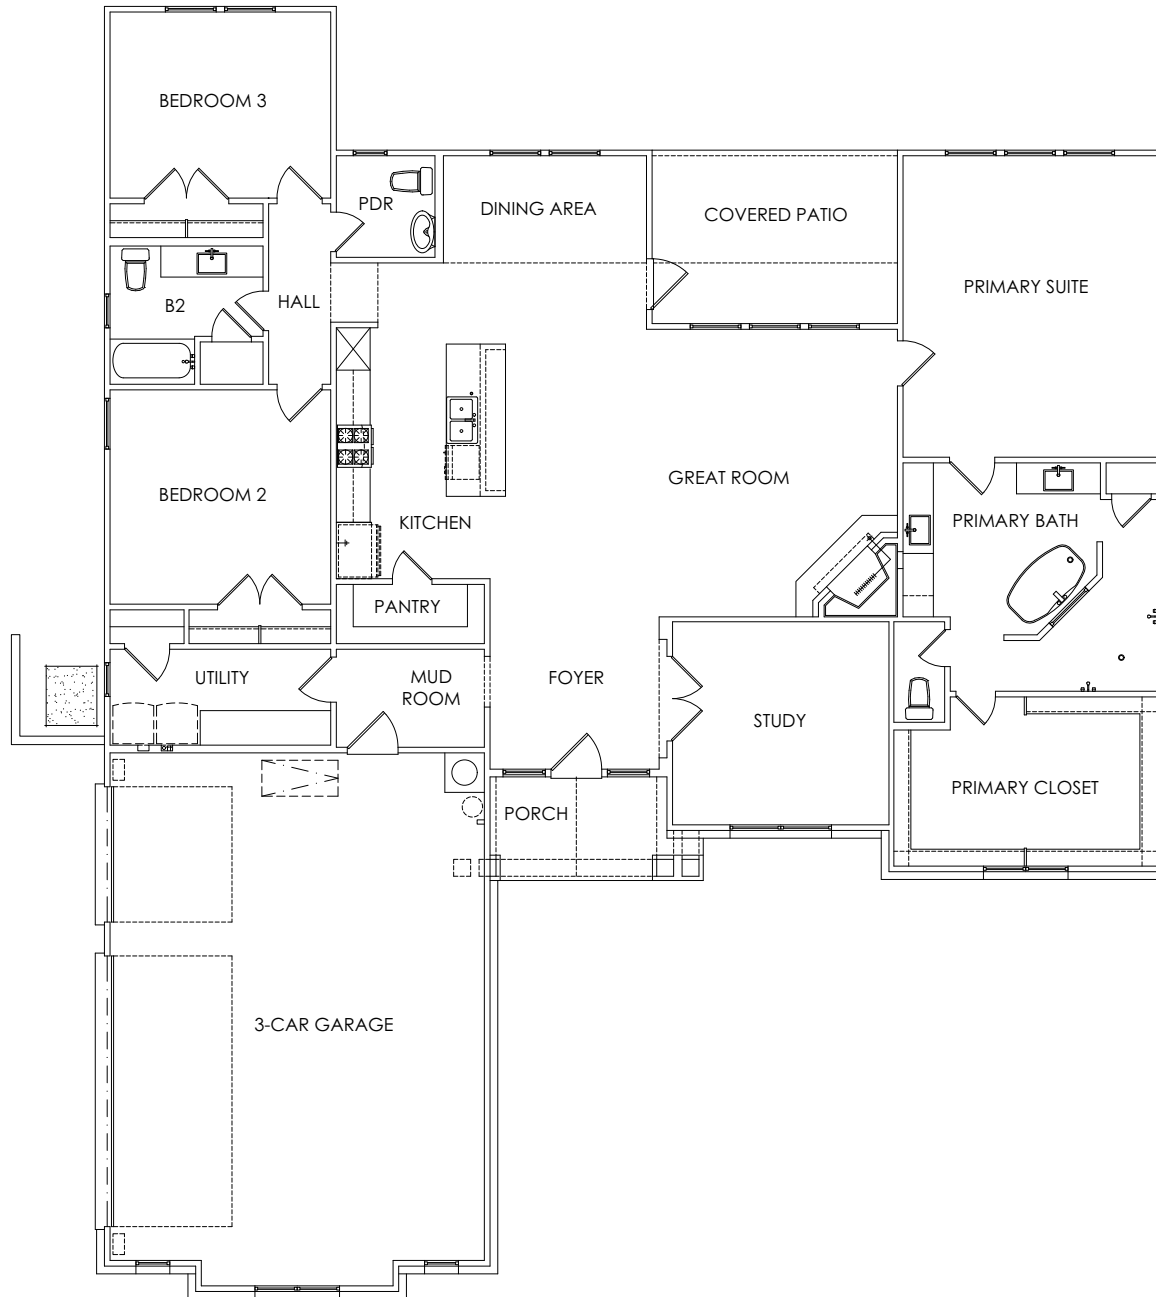 BEDROOM 3
PDR
DINING AREA
COVERED PATIO
PRIMARY SUITE
HALL
B2
GREAT ROOM
BEDROOM 2
KITCHEN
PRIMARY BATH
PANTRY
UTILITY
MUD
ROOM
FOYER
STUDY
PRIMARY CLOSET
PORCH
3-CAR GARAGE